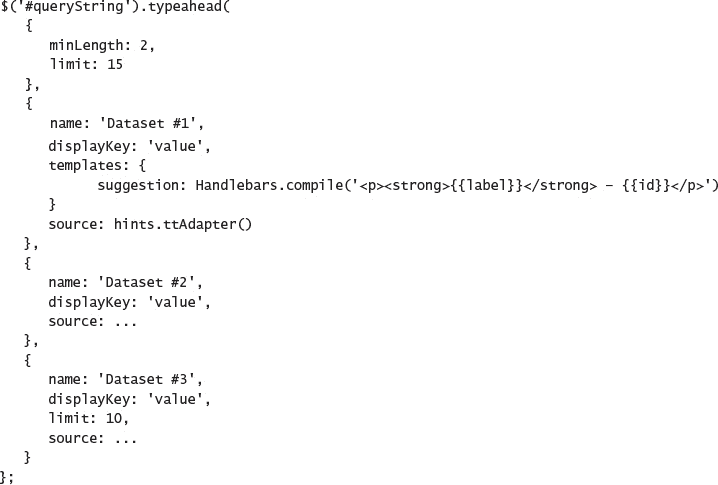 $('#queryString').typeahead(
{
minLength: 2,
limit: 15
},
{
name: 'Dataset #1',
displayKey: 'value',
templates: {
suggestion: Handlebars.compile('<p><strong>{{label}}</strong> – {{id}}</p>')
}
source: hints.ttAdapter()
},
{
name: 'Dataset #2',
displayKey: 'value',
source: ...
},
{
name: 'Dataset #3',
displayKey: 'value',
limit: 10,
source: ...
}
};